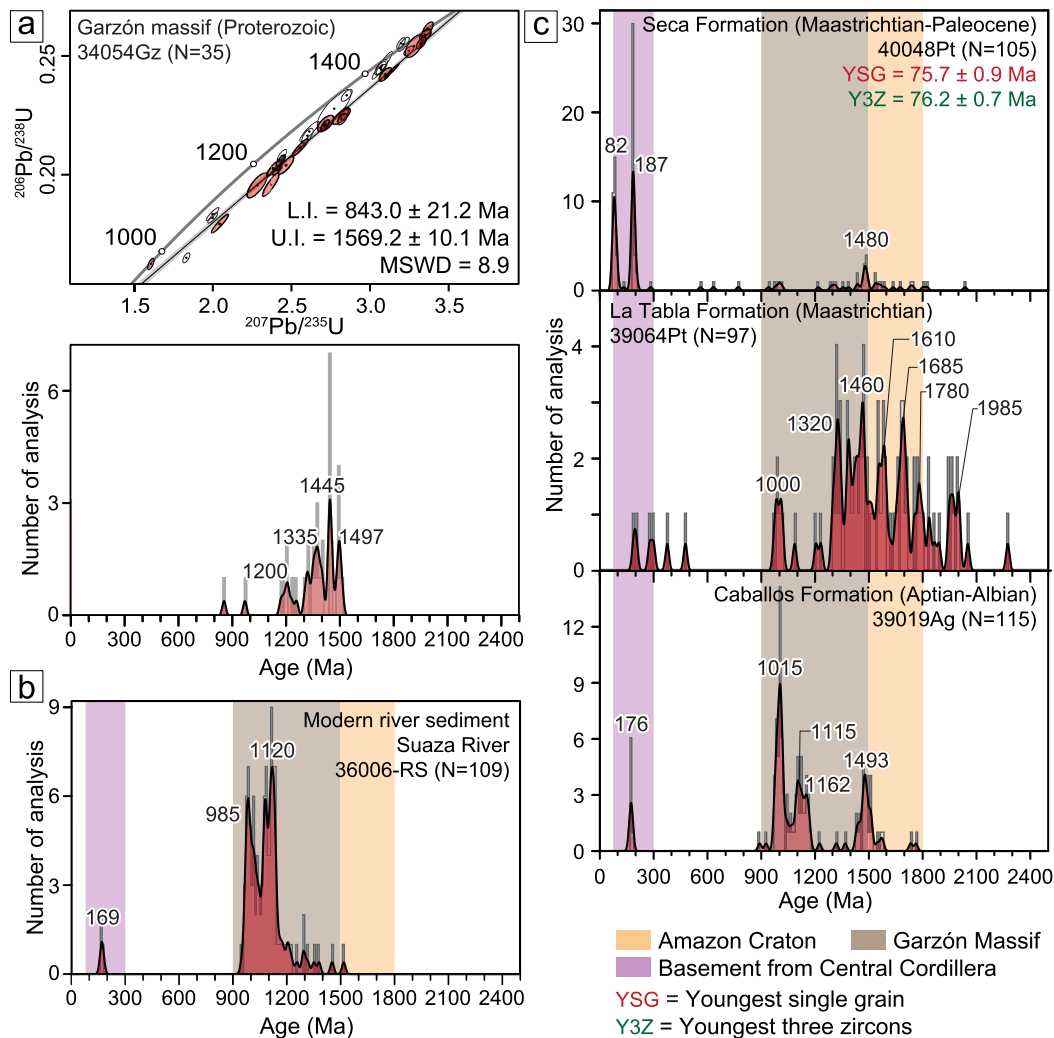 a
Garzón massif (Proterozoic)
34054Gz (N=35)
1400
1200
1000
0.25
0.20
206Pb/238U
L.I. = 843.0 ± 21.2 Ma
U.I. = 1569.2 ± 10.1 Ma
MSWD = 8.9
1.5 2.0 2.5 3.0 3.5
207Pb/235U
Number of analysis
6
3
0
1445
1335
1497
1200
0 300 600 900 1200 1500 1800 2100 2400
Age (Ma)
b
Modern river sediment
Suaza River
36006-RS (N=109)
Number of analysis
9
6
3
0
1120
985
169
0 300 600 900 1200 1500 1800 2100 2400
Age (Ma)
c
Seca Formation (Maastrichtian-Paleocene)
40048Pt (N=105)
YSG = 75.7 ± 0.9 Ma
Y3Z = 76.2 ± 0.7 Ma
30
20
10
0
82
187
1480
La Tabla Formation (Maastrichtian)
39064Pt (N=97)
Number of analysis
4
2
0
1610
1685
1780
1460
1320
1985
1000
Caballos Formation (Aptian-Albian)
39019Ag (N=115)
12
9
6
3
0
1015
1115
176
1162
1493
0 300 600 900 1200 1500 1800 2100 2400
Age (Ma)
Amazon Craton
Garzón Massif
Basement from Central Cordillera
YSG = Youngest single grain
Y3Z = Youngest three zircons